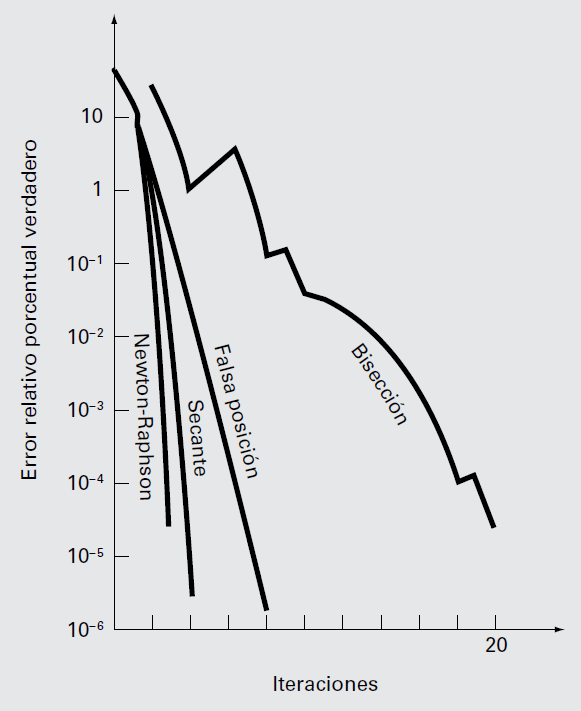 Error relativo porcentual verdadero
10
1
10⁻¹
10⁻²
10⁻³
10⁻⁴
10⁻⁵
10⁻⁶
Newton-Raphson
Secante
Falsa posición
Bisección
20
Iteraciones